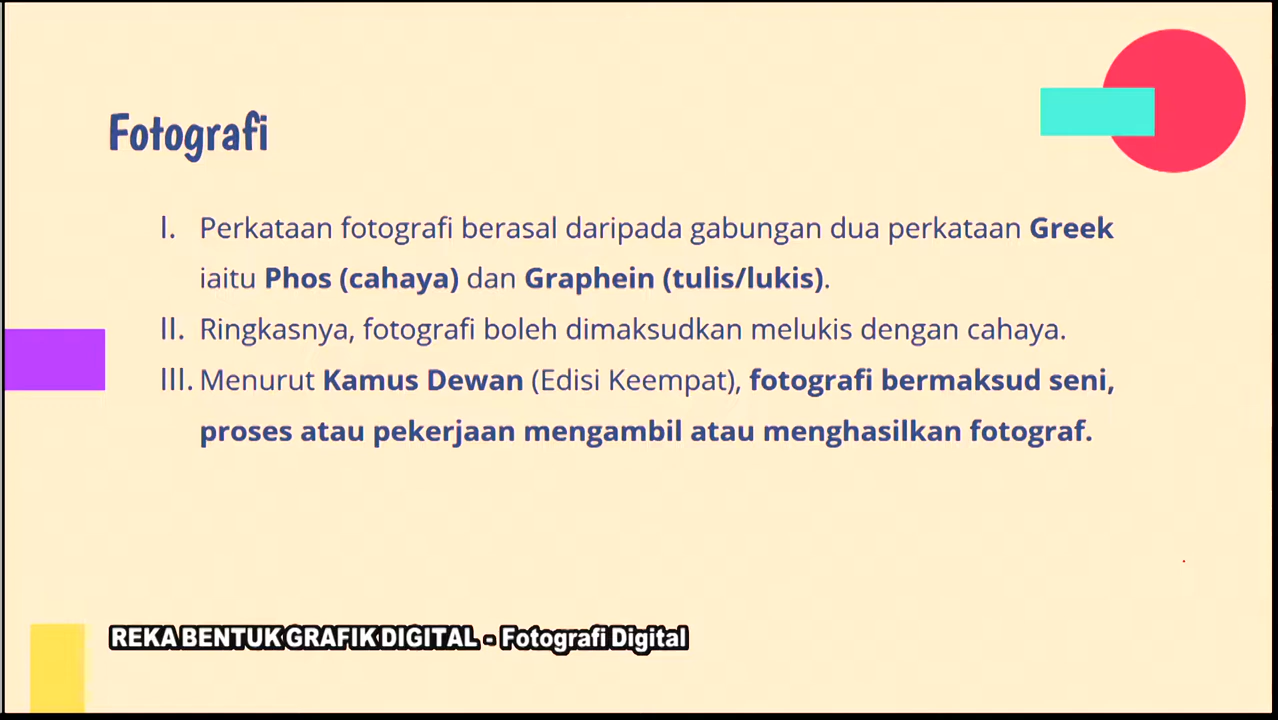 Fotografi
I. Perkataan fotografi berasal daripada gabungan dua perkataan Greek
iaitu Phos (cahaya) dan Graphein (tulis/lukis).
II. Ringkasnya, fotografi boleh dimaksudkan melukis dengan cahaya.
III. Menurut Kamus Dewan (Edisi Keempat), fotografi bermaksud seni,
proses atau pekerjaan mengambil atau menghasilkan fotograf.
REKA BENTUK GRAFIK DIGITAL - Fotografi Digital